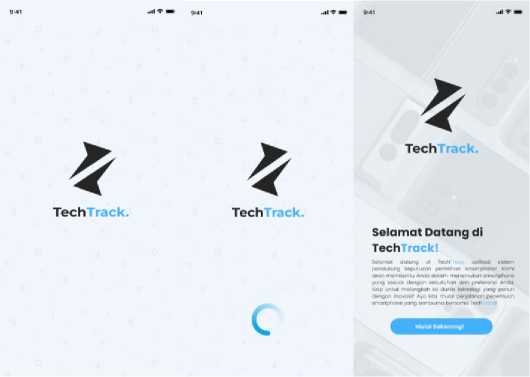 9:41
TechTrack.
9:41
TechTrack.
9:41
TechTrack.
Selamat Datang di
TechTrack!
Selamat datang di TechTrack aplikasi sistem
pendukung keputusan pemilihan smartphone! Kami
akan membantu Anda dalam menemukan smartphone
yang sesuai dengan kebutuhan dan preferensi Anda.
Siap untuk melangkah ke dunia teknologi yang penuh
dengan inovasi? Ayo kita mulai perjalanan penemuan
smartphone yang sempurna bersama TechTrack!
Mulai Sekarang!